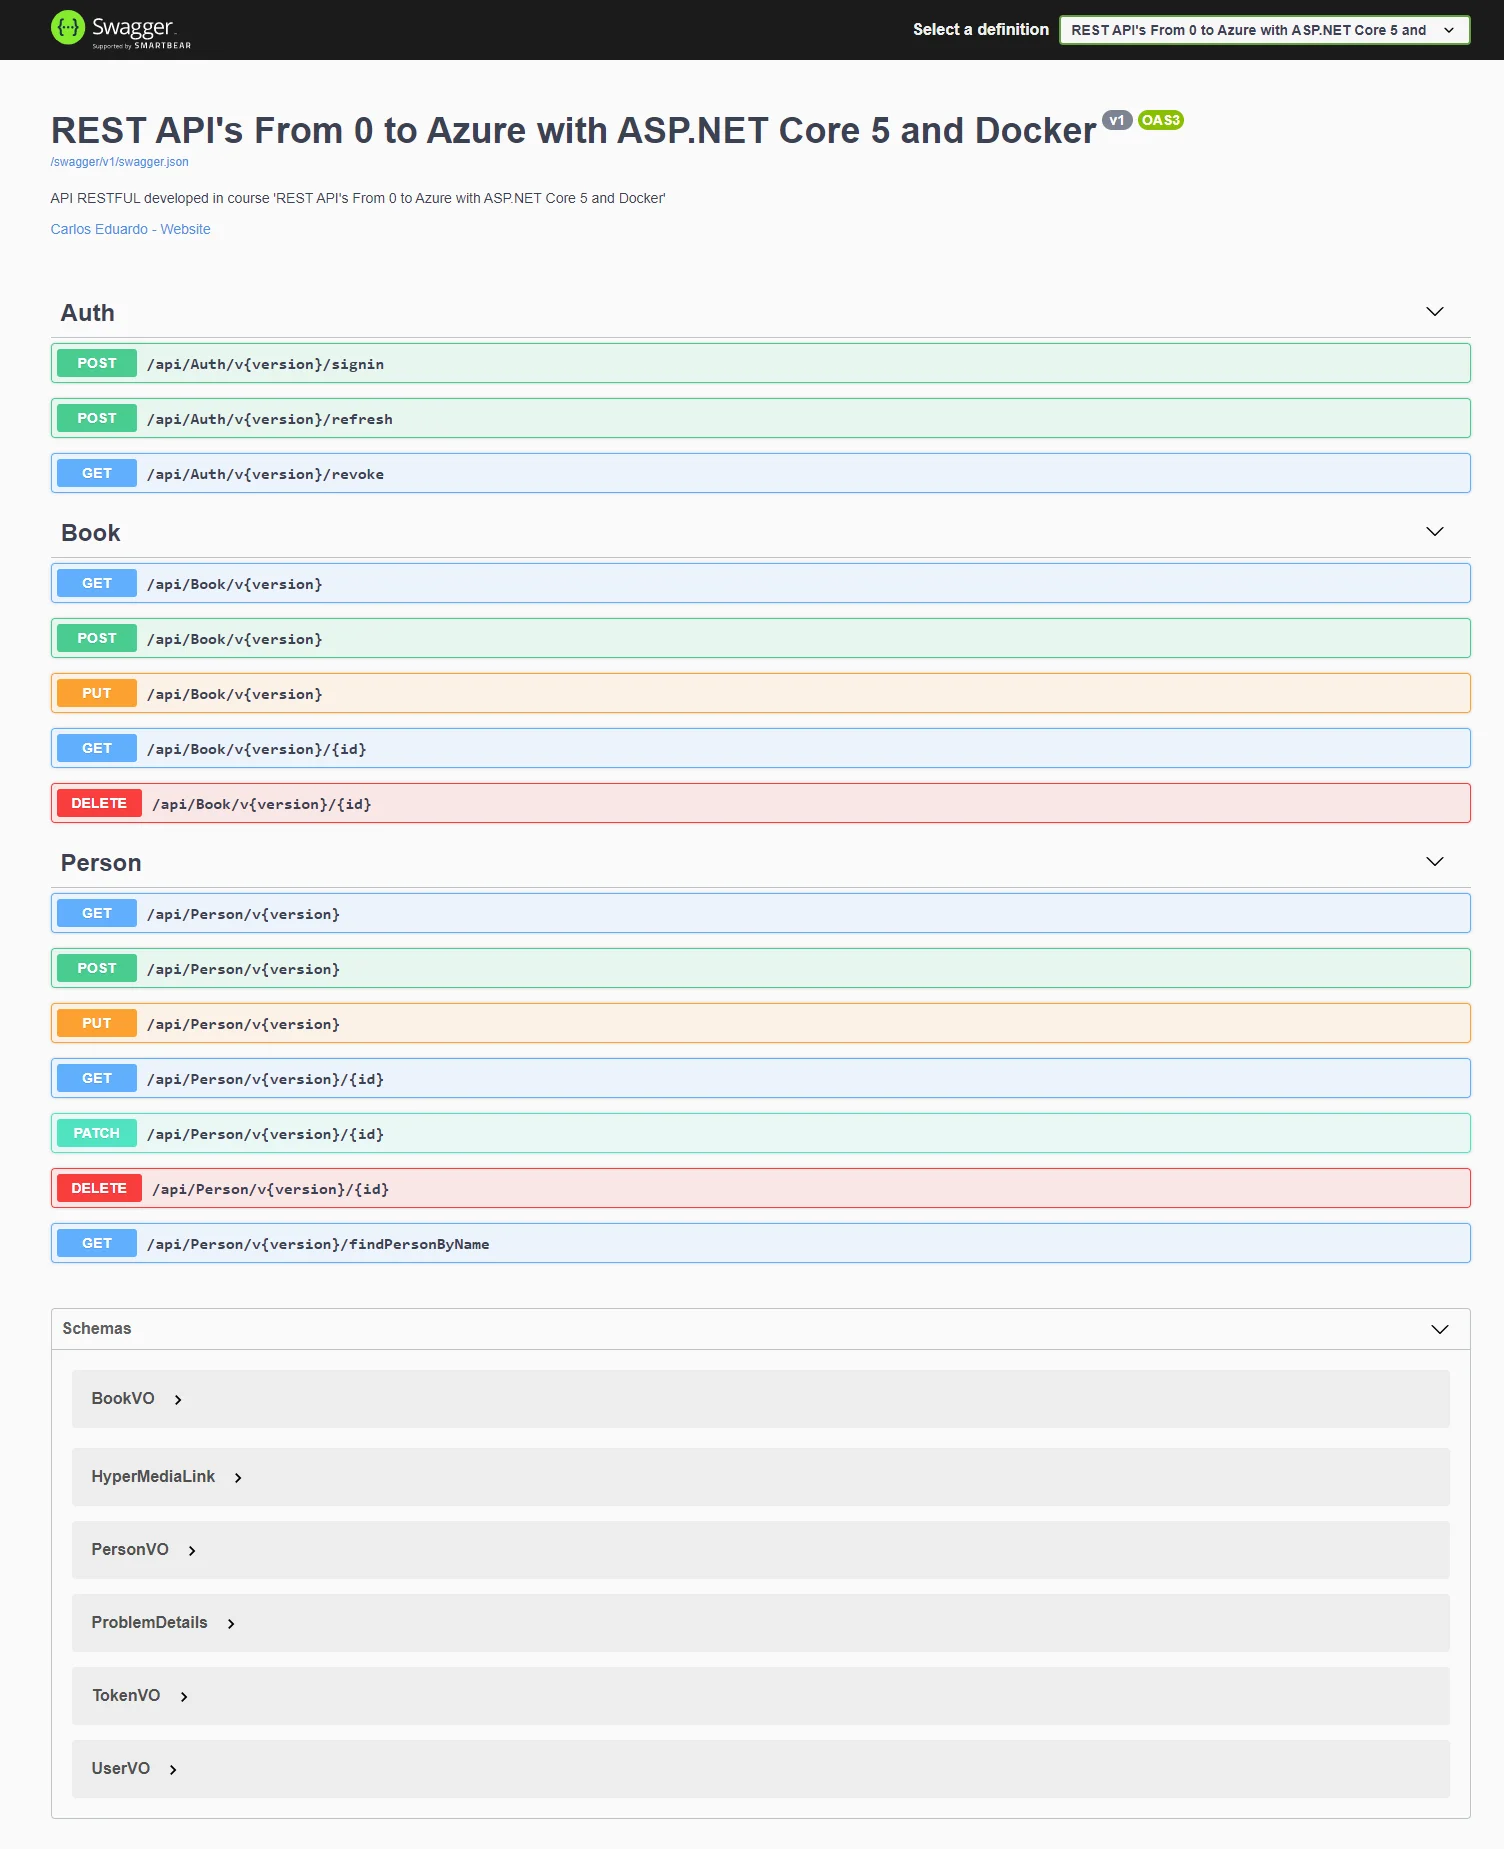 Swagger
Supported by SMARTBEAR
Select a definition
REST API's From 0 to Azure with ASP.NET Core 5 and
REST API's From 0 to Azure with ASP.NET Core 5 and Docker v1 OAS3
/swagger/v1/swagger.json
API RESTFUL developed in course 'REST API's From 0 to Azure with ASP.NET Core 5 and Docker'
Carlos Eduardo - Website
Auth
POST /api/Auth/v{version}/signin
POST /api/Auth/v{version}/refresh
GET /api/Auth/v{version}/revoke
Book
GET /api/Book/v{version}
POST /api/Book/v{version}
PUT /api/Book/v{version}
GET /api/Book/v{version}/{id}
DELETE /api/Book/v{version}/{id}
Person
GET /api/Person/v{version}
POST /api/Person/v{version}
PUT /api/Person/v{version}
GET /api/Person/v{version}/{id}
PATCH /api/Person/v{version}/{id}
DELETE /api/Person/v{version}/{id}
GET /api/Person/v{version}/findPersonByName
Schemas
BookVO
HyperMediaLink
PersonVO
ProblemDetails
TokenVO
UserVO